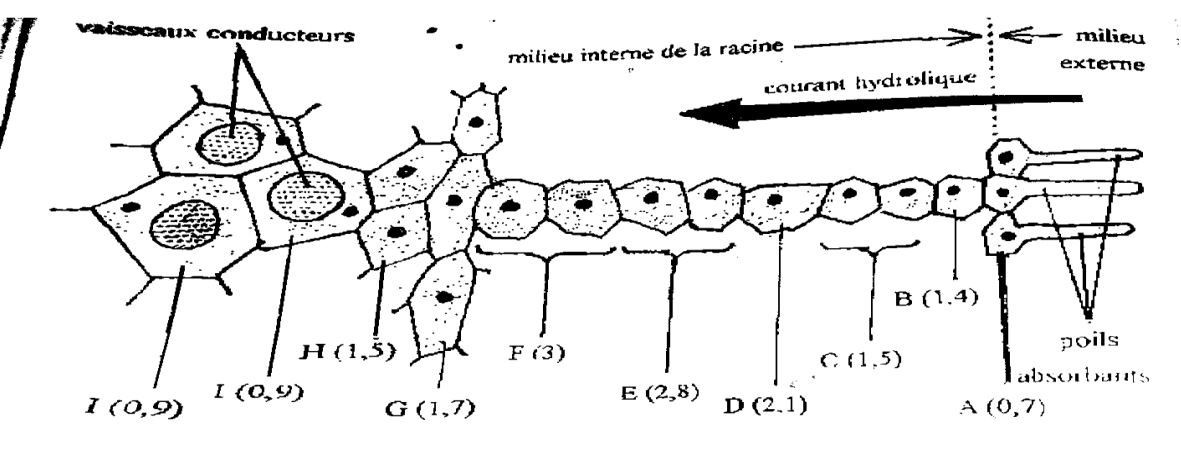 vaisseaux conducteurs
milieu interne de la racine
milieu
externe
courant hydrolique
B (1.4)
H (1,5)
F (3)
C (1,5)
poils
absorbants
I (0,9)
I (0,9)
G (1,7)
E (2,8)
D (2.1)
A (0,7)